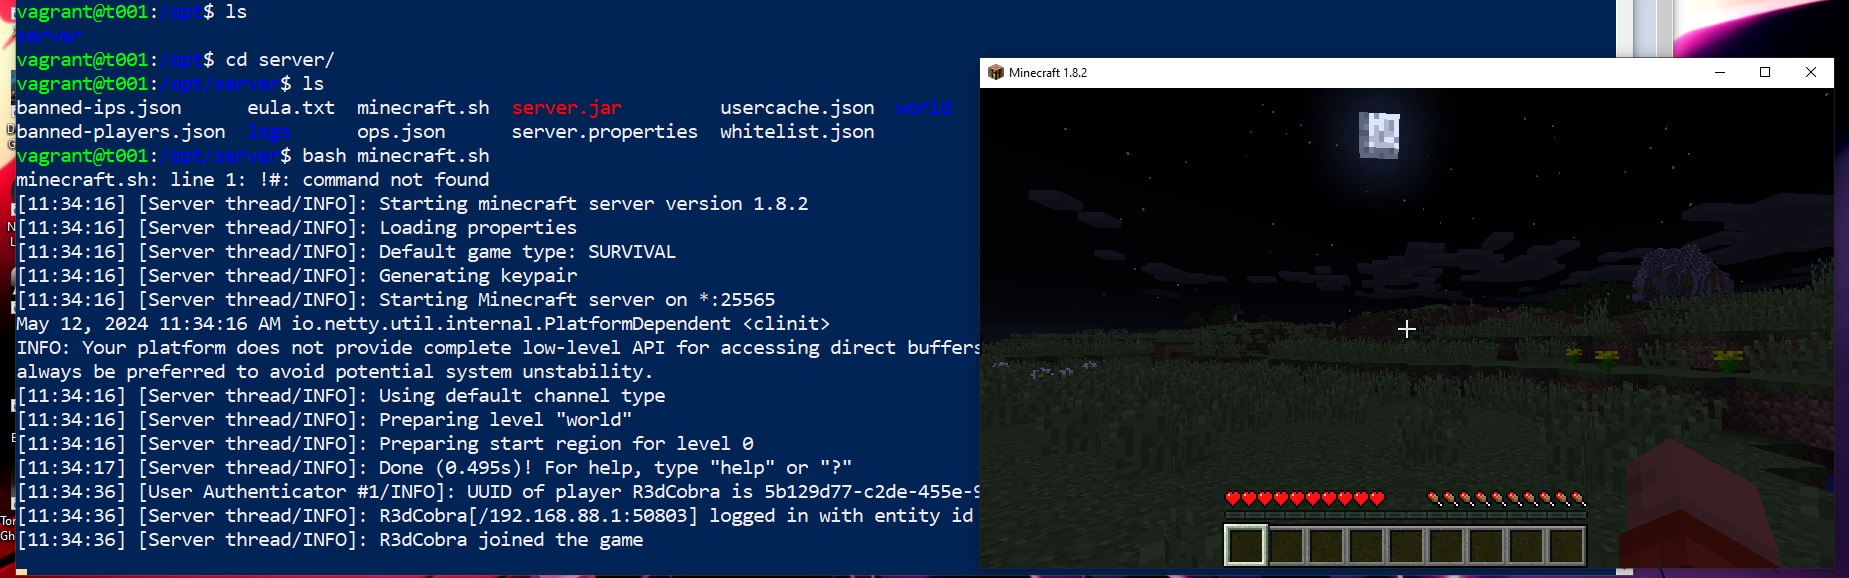 vagrant@t001:/opt$ ls
server
vagrant@t001:/opt$ cd server/
vagrant@t001:/opt/server$ ls
banned-ips.json eula.txt minecraft.sh server.jar usercache.json world
banned-players.json logs ops.json server.properties whitelist.json
vagrant@t001:/opt/server$ bash minecraft.sh
minecraft.sh: line 1: !#: command not found
[11:34:16] [Server thread/INFO]: Starting minecraft server version 1.8.2
[11:34:16] [Server thread/INFO]: Loading properties
[11:34:16] [Server thread/INFO]: Default game type: SURVIVAL
[11:34:16] [Server thread/INFO]: Generating keypair
[11:34:16] [Server thread/INFO]: Starting Minecraft server on *:25565
May 12, 2024 11:34:16 AM io.netty.util.internal.PlatformDependent <clinit>
INFO: Your platform does not provide complete low-level API for accessing direct buffers
always be preferred to avoid potential system unstability.
[11:34:16] [Server thread/INFO]: Using default channel type
[11:34:16] [Server thread/INFO]: Preparing level "world"
[11:34:16] [Server thread/INFO]: Preparing start region for level 0
[11:34:17] [Server thread/INFO]: Done (0.495s)! For help, type "help" or "?"
[11:34:36] [User Authenticator #1/INFO]: UUID of player R3dCobra is 5b129d77-c2de-455e-9
[11:34:36] [Server thread/INFO]: R3dCobra[/192.168.88.1:50803] logged in with entity id
[11:34:36] [Server thread/INFO]: R3dCobra joined the game
Minecraft 1.8.2
Tor
Gh